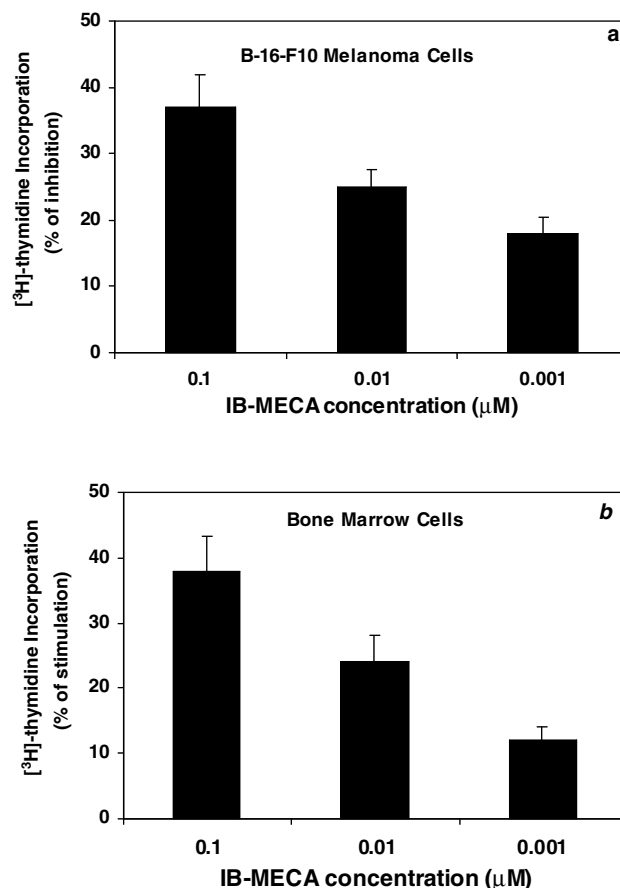 a
B-16-F10 Melanoma Cells
[³H]-thymidine Incorporation
(% of inhibition)
50
40
30
20
10
0
0.1 0.01 0.001
IB-MECA concentration (μM)
b
Bone Marrow Cells
[³H]-thymidine Incorporation
(% of stimulation)
50
40
30
20
10
0
0.1 0.01 0.001
IB-MECA concentration (μM)